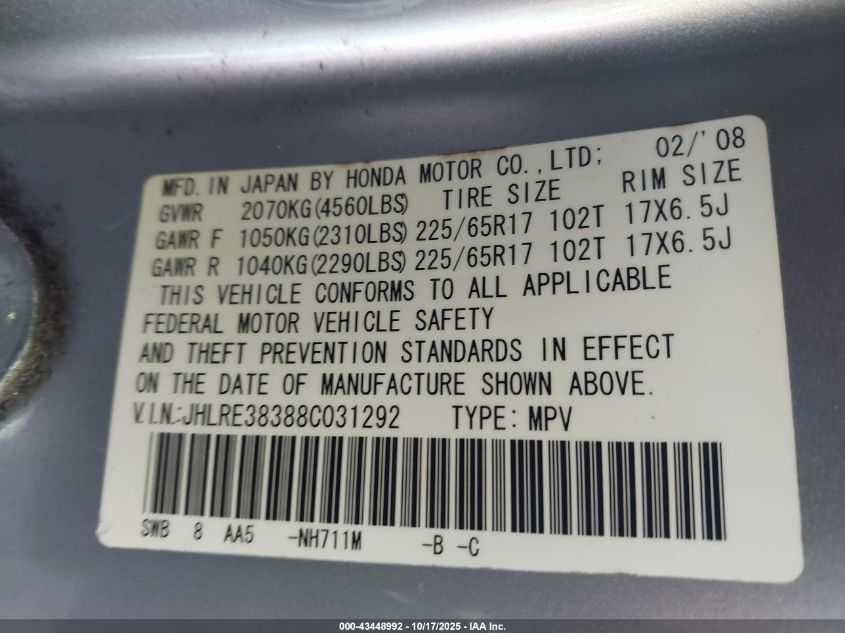 MFD. IN JAPAN BY HONDA MOTOR CO.,LTD; 02/'08
GVWR 2070KG(4560LBS) TIRE SIZE RIM SIZE
GAWR F 1050KG(2310LBS) 225/65R17 102T 17X6.5J
GAWR R 1040KG(2290LBS) 225/65R17 102T 17X6.5J
THIS VEHICLE CONFORMS TO ALL APPLICABLE
FEDERAL MOTOR VEHICLE SAFETY
AND THEFT PREVENTION STANDARDS IN EFFECT
ON THE DATE OF MANUFACTURE SHOWN ABOVE.
V.I.N.:JHLRE38388C031292 TYPE: MPV
SWB 8 AA5 -NH711M -B -C
000-43448992 - 10/17/2025 - IAA Inc.